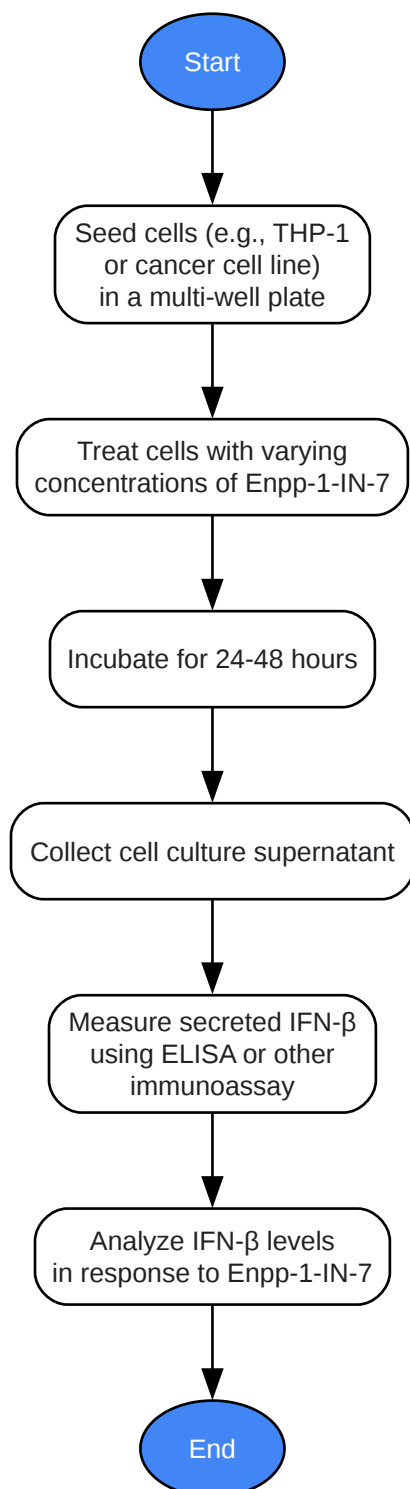 Start
Seed cells (e.g., THP-1
or cancer cell line)
in a multi-well plate
Treat cells with varying
concentrations of Enpp-1-IN-7
Incubate for 24-48 hours
Collect cell culture supernatant
Measure secreted IFN-β
using ELISA or other
immunoassay
Analyze IFN-β levels
in response to Enpp-1-IN-7
End